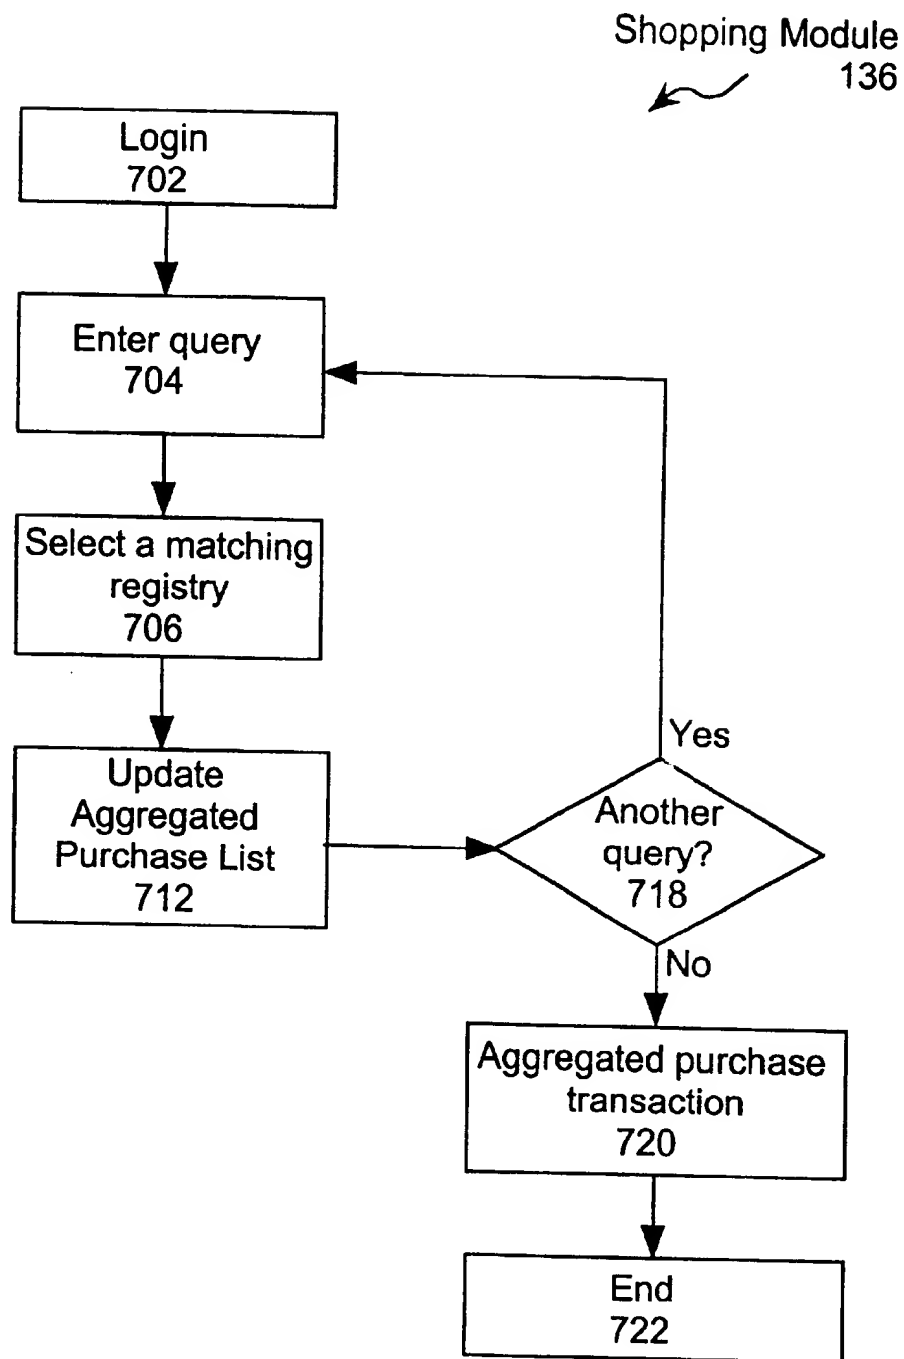 Shopping Module
136
Login
702
Enter query
704
Select a matching
registry
706
Update
Aggregated
Purchase List
712
Yes
Another
query?
718
No
Aggregated purchase
transaction
720
End
722